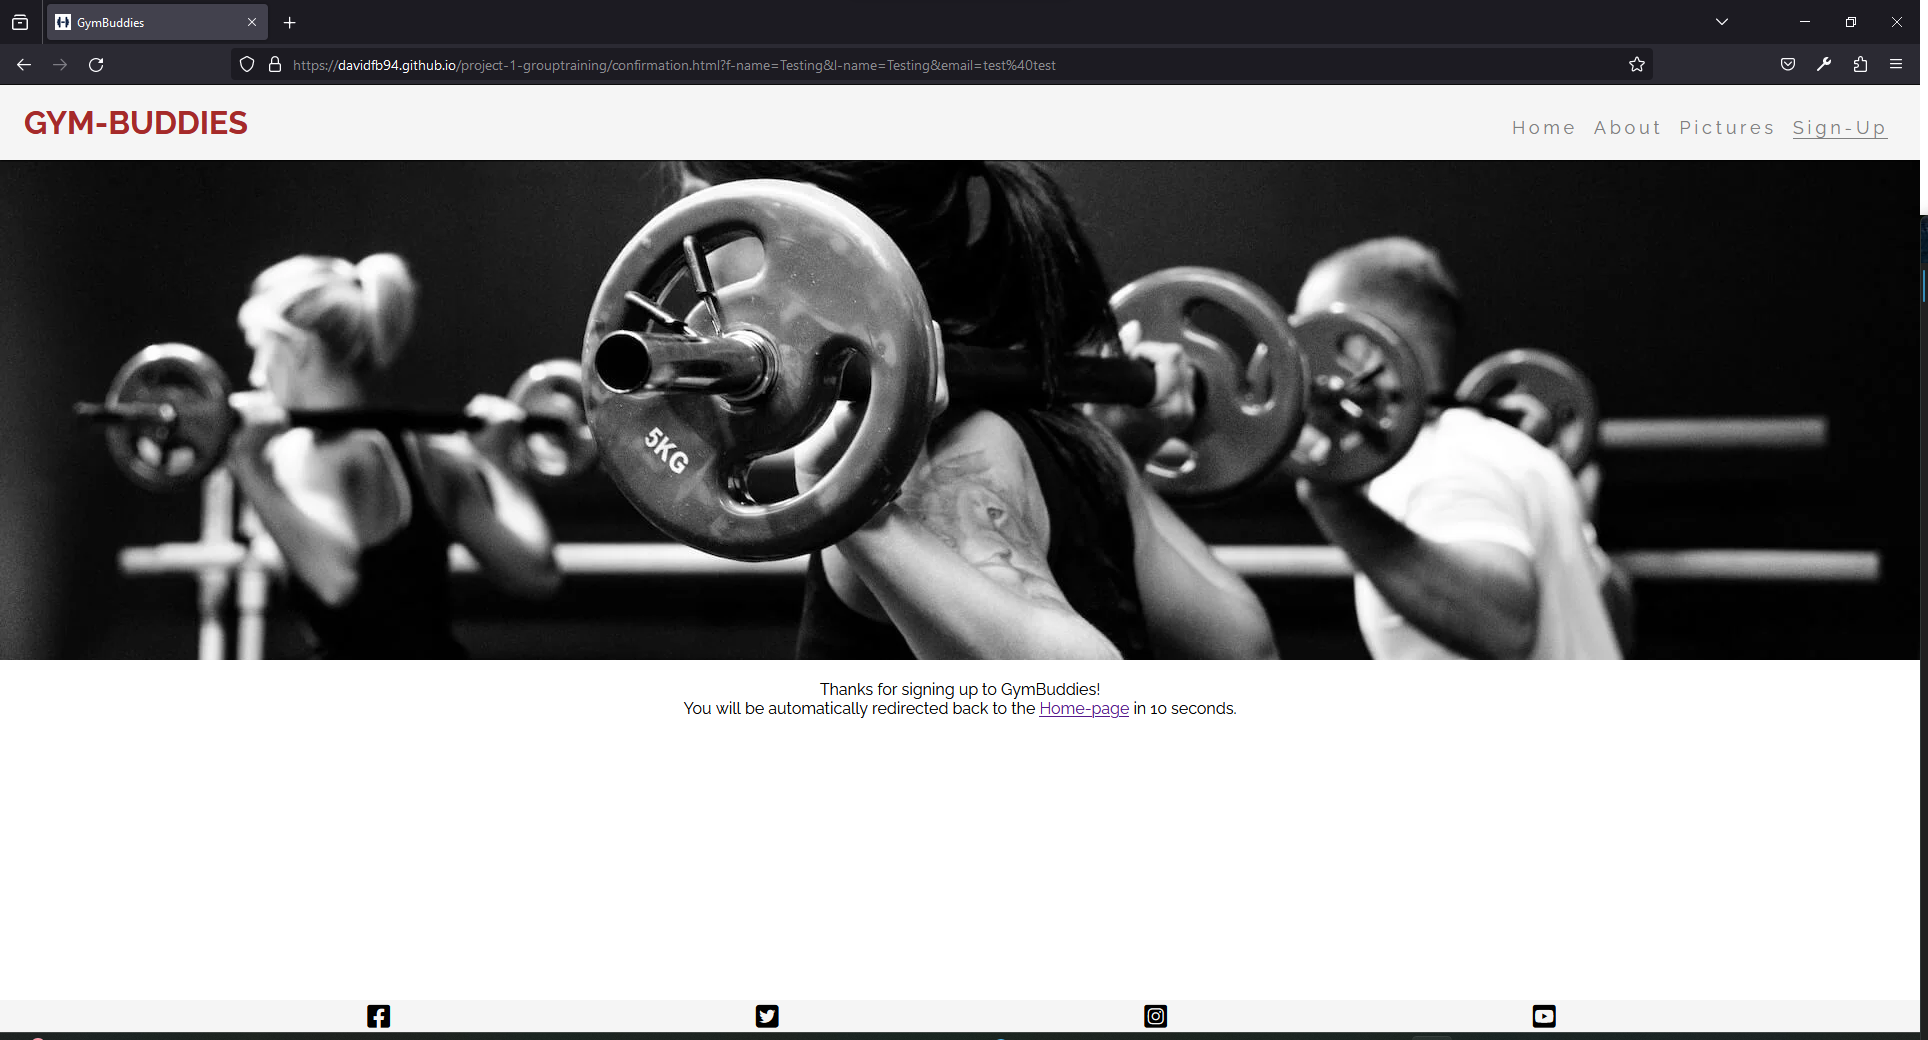 GymBuddies
https://davidfb94.github.io/project-1-grouptraining/confirmation.html?f-name=Testing&l-name=Testing&email=test%40test
GYM-BUDDIES
Home About Pictures Sign-Up
5KG
Thanks for signing up to GymBuddies!
You will be automatically redirected back to the Home-page in 10 seconds.